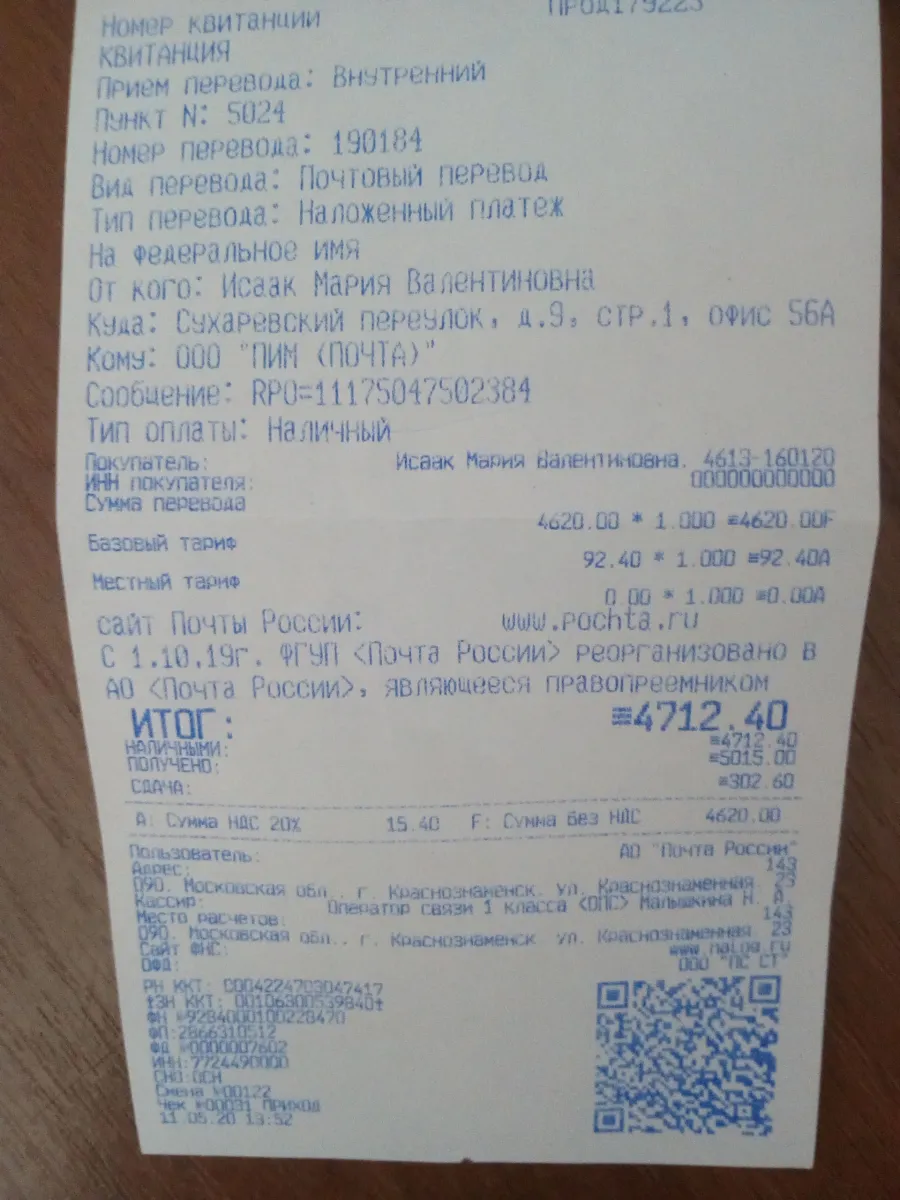 Номер квитанции ПРОД179223
КВИТАНЦИЯ
Прием перевода: Внутренний
Пункт N: 5024
Номер перевода: 190184
Вид перевода: Почтовый перевод
Тип перевода: Наложенный платеж
На федеральное имя
От кого: Исаак Мария Валентиновна
Куда: Сухаревский переулок, д.9, стр.1, офис 56А
Кому: ООО "ПИМ (ПОЧТА)"
Сообщение: RPO=11175047502384
Тип оплаты: Наличный
Покупатель: Исаак Мария Валентиновна. 4613-160120
ИНН покупателя: 000000000000
Сумма перевода
4620.00 * 1.000 ≡4620.00F
Базовый тариф
92.40 * 1.000 ≡92.40А
Местный тариф
0.00 * 1.000 ≡0.00А
сайт Почты России: www.pochta.ru
С 1.10.19г. ФГУП <Почта России> реорганизовано в
АО <Почта России>, являющееся правопреемником
ИТОГ: ≡4712.40
НАЛИЧНЫМИ: ≡4712.40
ПОЛУЧЕНО: ≡5015.00
СДАЧА: ≡302.60
А: Сумма НДС 20% 15.40 F: Сумма без НДС 4620.00
Пользователь: АО "Почта России"
Адрес: 143
090. Московская обл., г. Краснознаменск. ул. Краснознаменная. 23
Кассир: Оператор связи 1 класса <ОПС> Малышкина Н. А.
Место расчетов: 143
090. Московская обл., г. Краснознаменск ул. Краснознаменная. 23
Сайт ФНС: www.nalog.ru
ОФД: ООО "ПС СТ"
РН ККТ: 0004224703047417
↑ЗН ККТ: 00106300539840↑
ФН №9284000100228470
ФП:2866310512
ФД №0000007602
ИНН:7724490000
СНО:ОСН
Смена №00122
Чек №00031 ПРИХОД
11.05.20 13:52